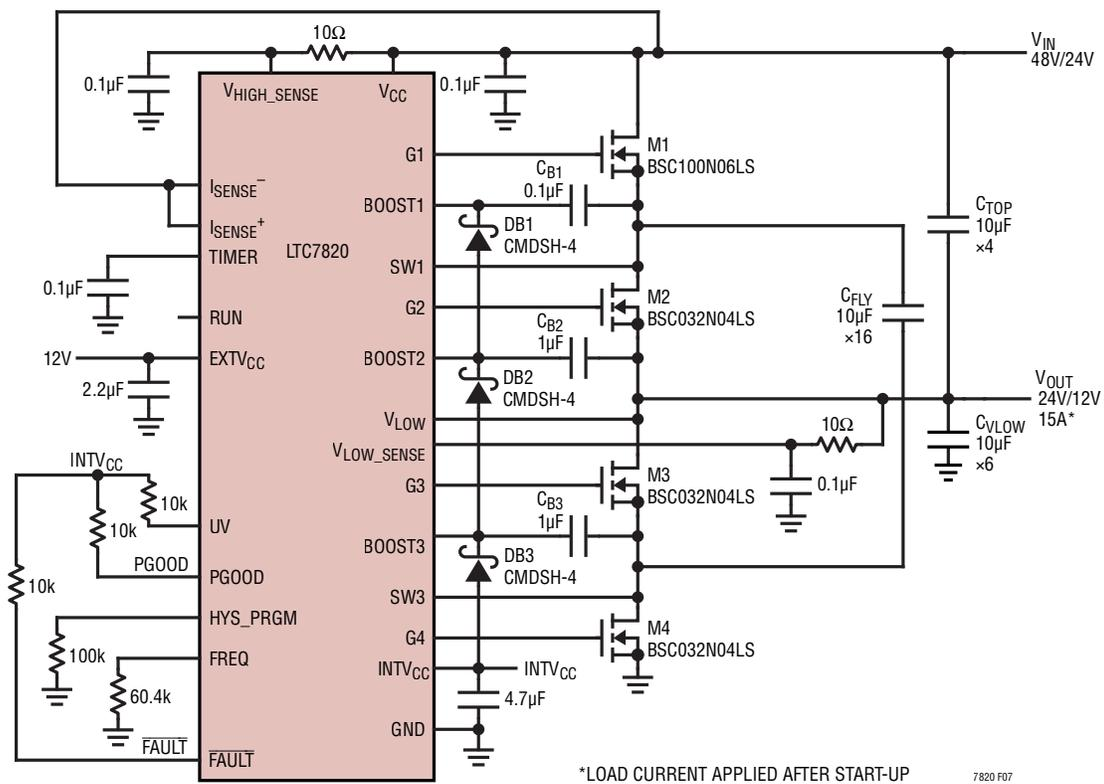 10Ω
V_IN
48V/24V
0.1µF
V_HIGH_SENSE
V_CC
0.1µF
G1
M1
BSC100N06LS
C_B1
0.1µF
I_SENSE⁻
BOOST1
C_TOP
10µF
×4
I_SENSE⁺
DB1
CMDSH-4
LTC7820
TIMER
SW1
0.1µF
G2
M2
BSC032N04LS
C_FLY
10µF
×16
RUN
C_B2
1µF
12V
EXTV_CC
BOOST2
2.2µF
DB2
CMDSH-4
V_OUT
24V/12V
15A*
V_LOW
10Ω
C_VLOW
10µF
×6
V_LOW_SENSE
INTV_CC
G3
M3
BSC032N04LS
0.1µF
10k
C_B3
1µF
10k
UV
BOOST3
PGOOD
PGOOD
DB3
CMDSH-4
10k
SW3
HYS_PRGM
M4
BSC032N04LS
G4
100k
FREQ
INTV_CC
INTV_CC
60.4k
4.7µF
GND
FAULT
FAULT
*LOAD CURRENT APPLIED AFTER START-UP
7820 F07